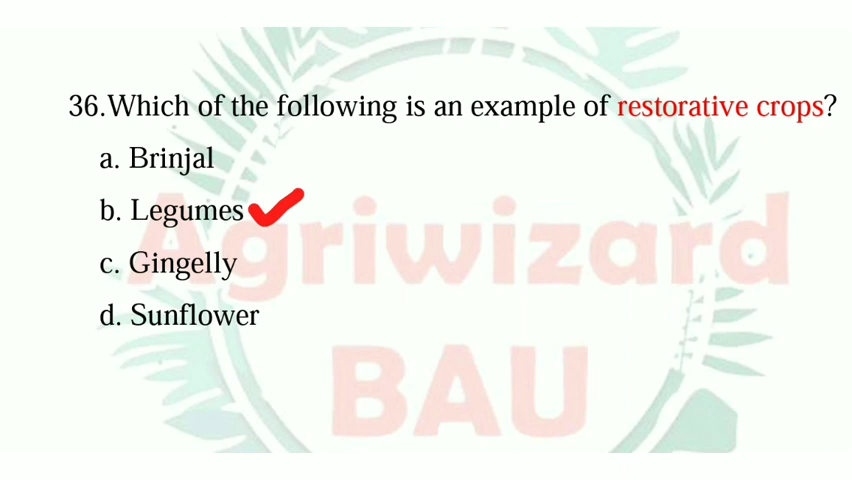 36.Which of the following is an example of restorative crops?
a. Brinjal
b. Legumes
c. Gingelly
d. Sunflower
Agriwizard
BAU